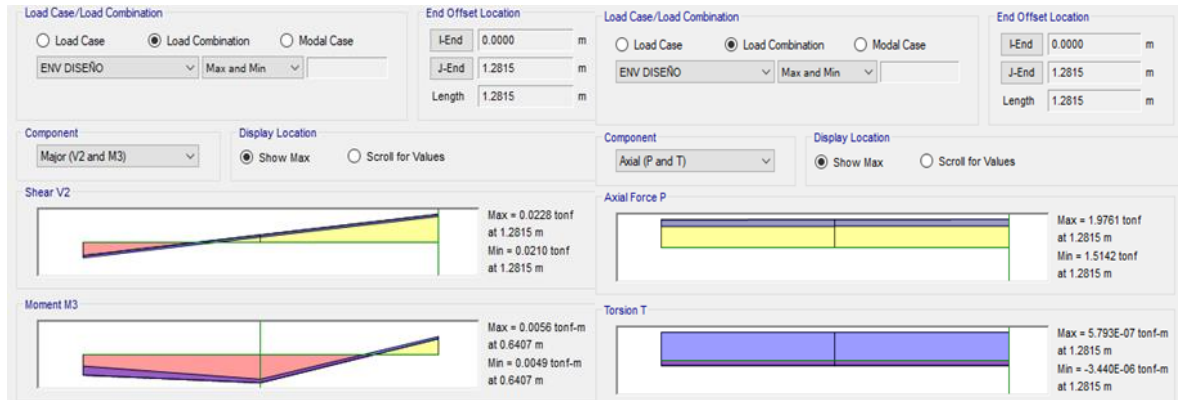 Load Case/Load Combination
Load Case Load Combination Modal Case
ENV DISEÑO Max and Min
End Offset Location
I-End 0.0000 m
J-End 1.2815 m
Length 1.2815 m
Component
Major (V2 and M3)
Display Location
Show Max Scroll for Values
Shear V2
Max = 0.0228 tonf
at 1.2815 m
Min = 0.0210 tonf
at 1.2815 m
Moment M3
Max = 0.0056 tonf-m
at 0.6407 m
Min = 0.0049 tonf-m
at 0.6407 m
Load Case/Load Combination
Load Case Load Combination Modal Case
ENV DISEÑO Max and Min
End Offset Location
I-End 0.0000 m
J-End 1.2815 m
Length 1.2815 m
Component
Axial (P and T)
Display Location
Show Max Scroll for Values
Axial Force P
Max = 1.9761 tonf
at 1.2815 m
Min = 1.5142 tonf
at 1.2815 m
Torsion T
Max = 5.793E-07 tonf-m
at 1.2815 m
Min = -3.440E-06 tonf-m
at 1.2815 m